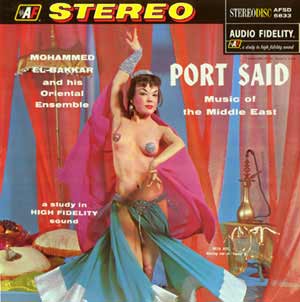 AF STEREO
STEREODISC AFSD
5833
AUDIO FIDELITY
AF a study in high fidelity sound
MOHAMMED
EL-BAKKAR
and his
Oriental
Ensemble
PORT SAID
Music of
the Middle East
a study in
HIGH FIDELITY
sound